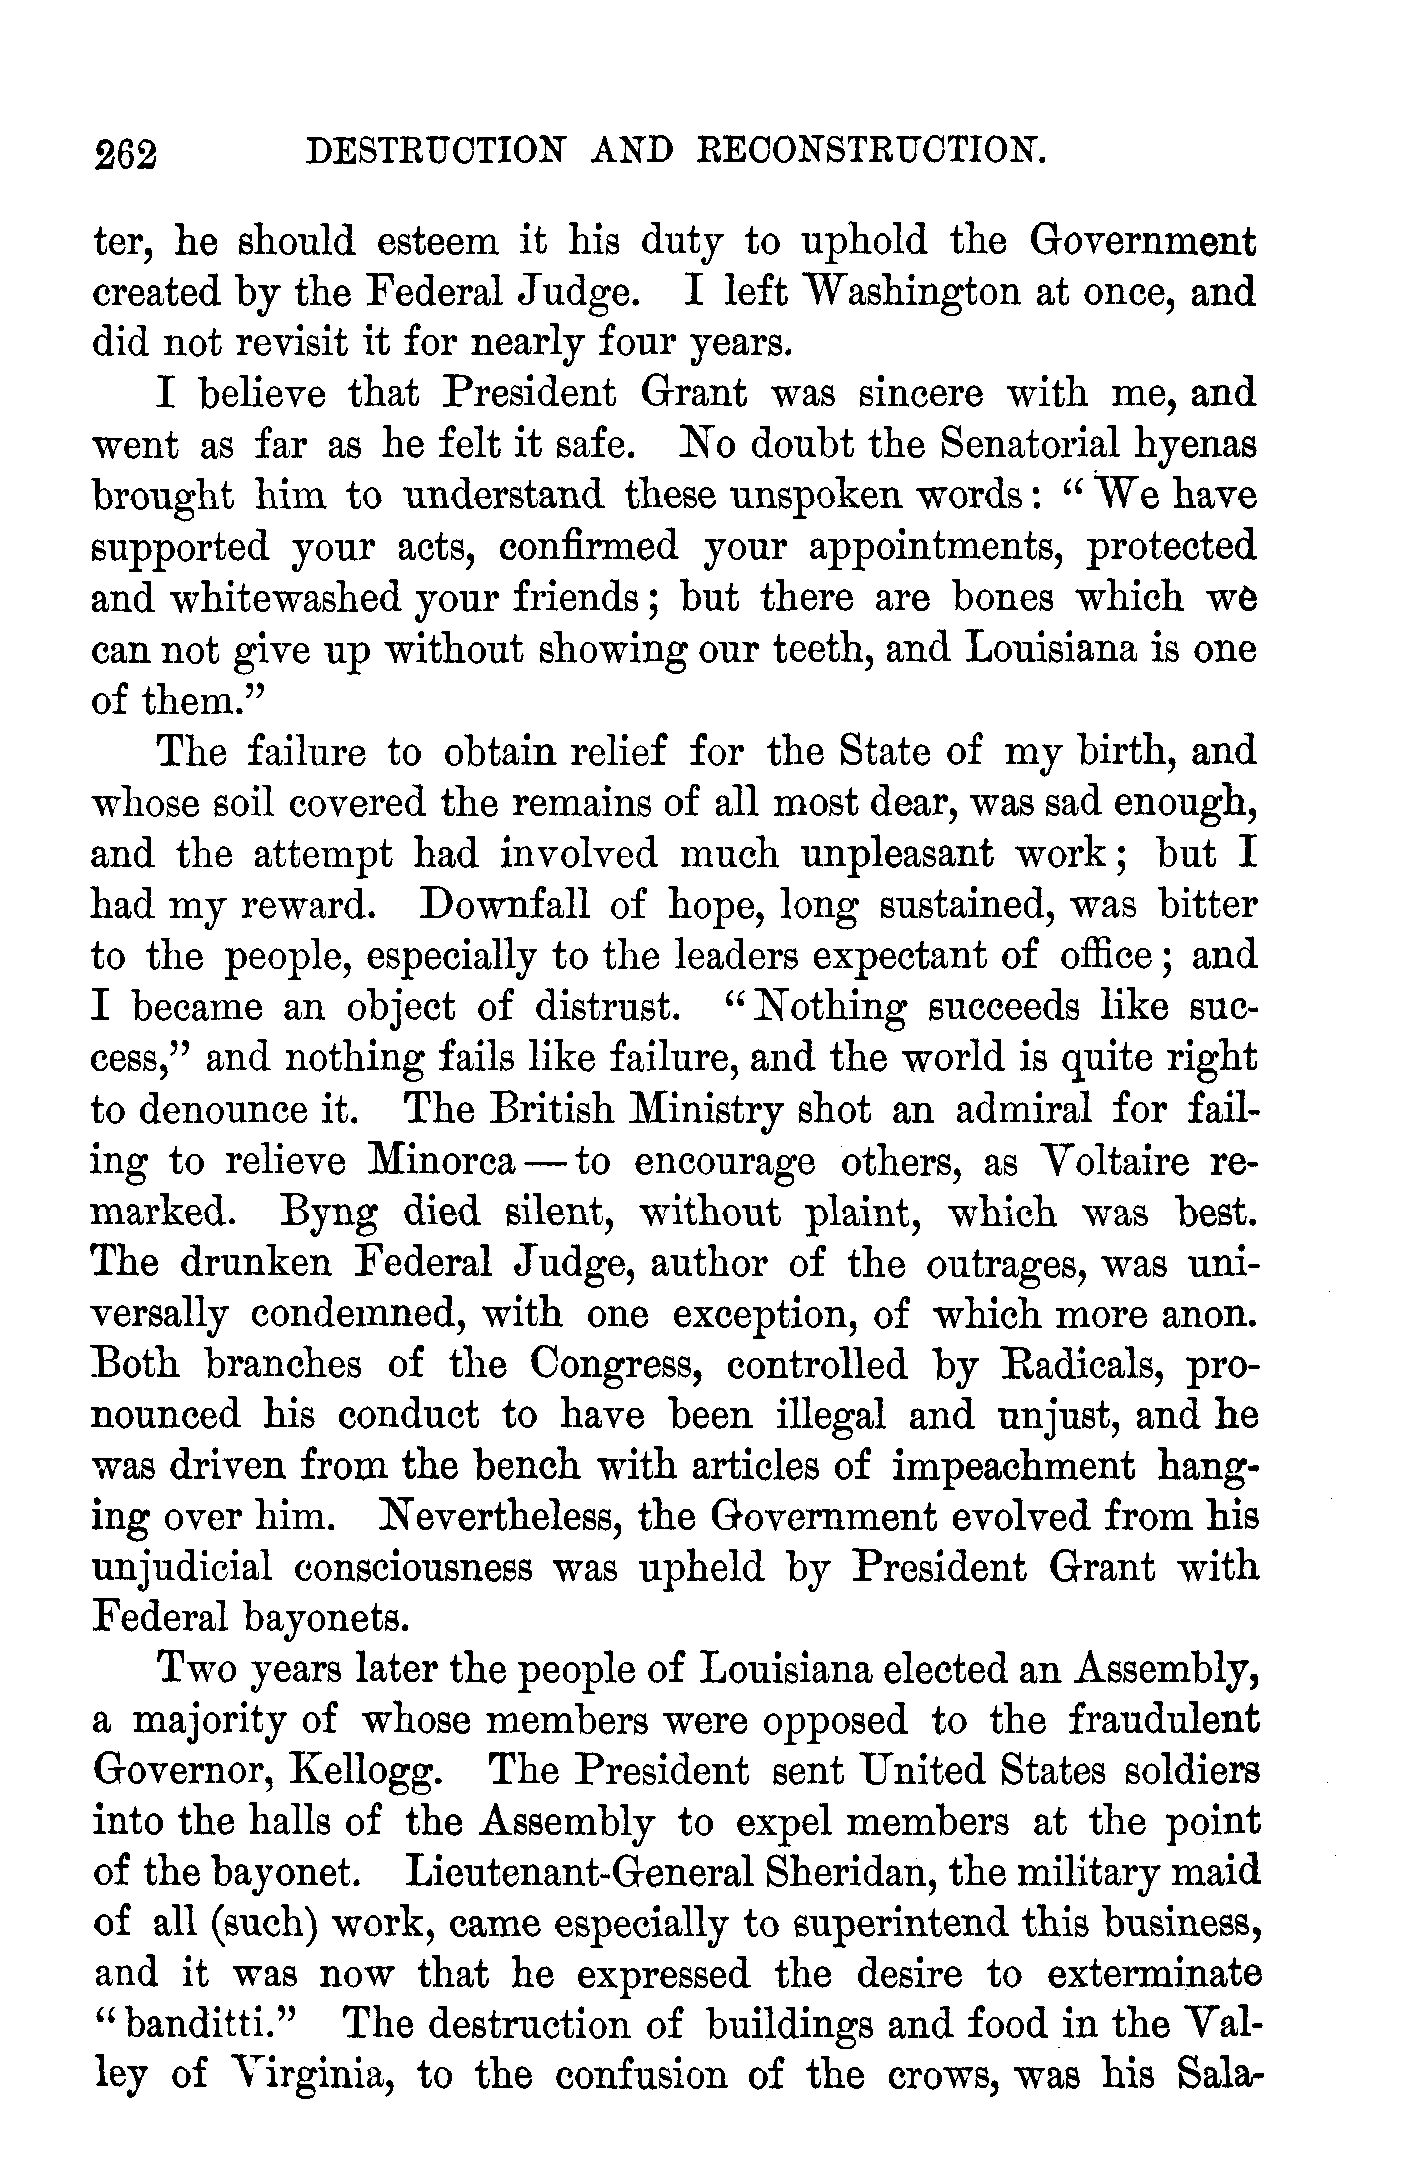 262 DESTRUCTION AND RECONSTRUCTION.
ter, he should esteem it his duty to uphold the Government
created by the Federal Judge. I left Washington at once, and
did not revisit it for nearly four years.
I believe that President Grant was sincere with me, and
went as far as he felt it safe. No doubt the Senatorial hyenas
brought him to understand these unspoken words: "We have
supported your acts, confirmed your appointments, protected
and whitewashed your friends; but there are bones which we
can not give up without showing our teeth, and Louisiana is one
of them."
The failure to obtain relief for the State of my birth, and
whose soil covered the remains of all most dear, was sad enough,
and the attempt had involved much unpleasant work; but I
had my reward. Downfall of hope, long sustained, was bitter
to the people, especially to the leaders expectant of office; and
I became an object of distrust. "Nothing succeeds like suc-
cess," and nothing fails like failure, and the world is quite right
to denounce it. The British Ministry shot an admiral for fail-
ing to relieve Minorca—to encourage others, as Voltaire re-
marked. Byng died silent, without plaint, which was best.
The drunken Federal Judge, author of the outrages, was uni-
versally condemned, with one exception, of which more anon.
Both branches of the Congress, controlled by Radicals, pro-
nounced his conduct to have been illegal and unjust, and he
was driven from the bench with articles of impeachment hang-
ing over him. Nevertheless, the Government evolved from his
unjudicial consciousness was upheld by President Grant with
Federal bayonets.
Two years later the people of Louisiana elected an Assembly,
a majority of whose members were opposed to the fraudulent
Governor, Kellogg. The President sent United States soldiers
into the halls of the Assembly to expel members at the point
of the bayonet. Lieutenant-General Sheridan, the military maid
of all (such) work, came especially to superintend this business,
and it was now that he expressed the desire to exterminate
"banditti." The destruction of buildings and food in the Val-
ley of Virginia, to the confusion of the crows, was his Sala-